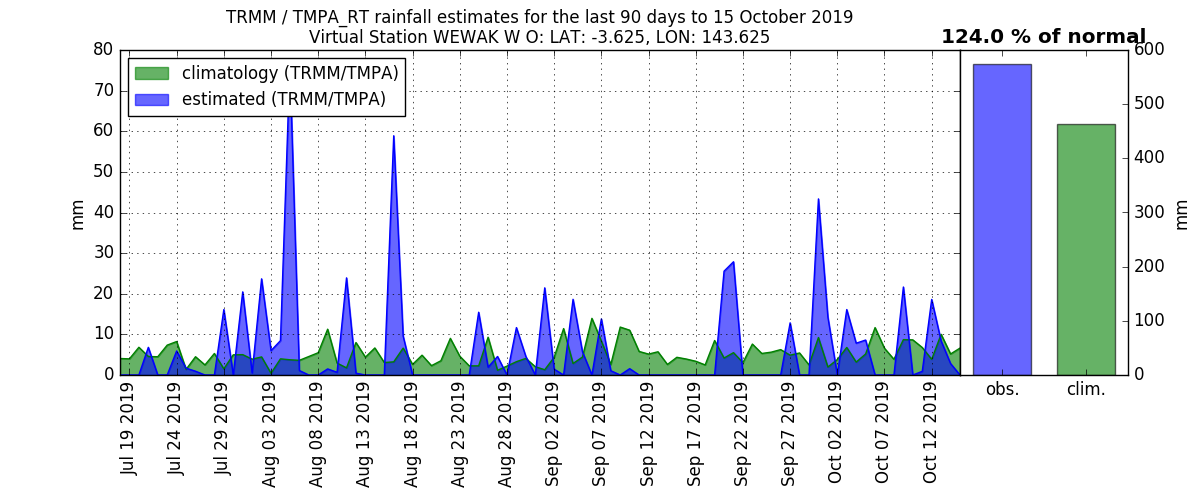 TRMM / TMPA_RT rainfall estimates for the last 90 days to 15 October 2019
Virtual Station WEWAK W O: LAT: -3.625, LON: 143.625
124.0 % of normal
climatology (TRMM/TMPA)
estimated (TRMM/TMPA)
80
70
60
50
40
30
20
10
0
mm
Jul 19 2019
Jul 24 2019
Jul 29 2019
Aug 03 2019
Aug 08 2019
Aug 13 2019
Aug 18 2019
Aug 23 2019
Aug 28 2019
Sep 02 2019
Sep 07 2019
Sep 12 2019
Sep 17 2019
Sep 22 2019
Sep 27 2019
Oct 02 2019
Oct 07 2019
Oct 12 2019
obs.
clim.
600
500
400
300
200
100
0
mm